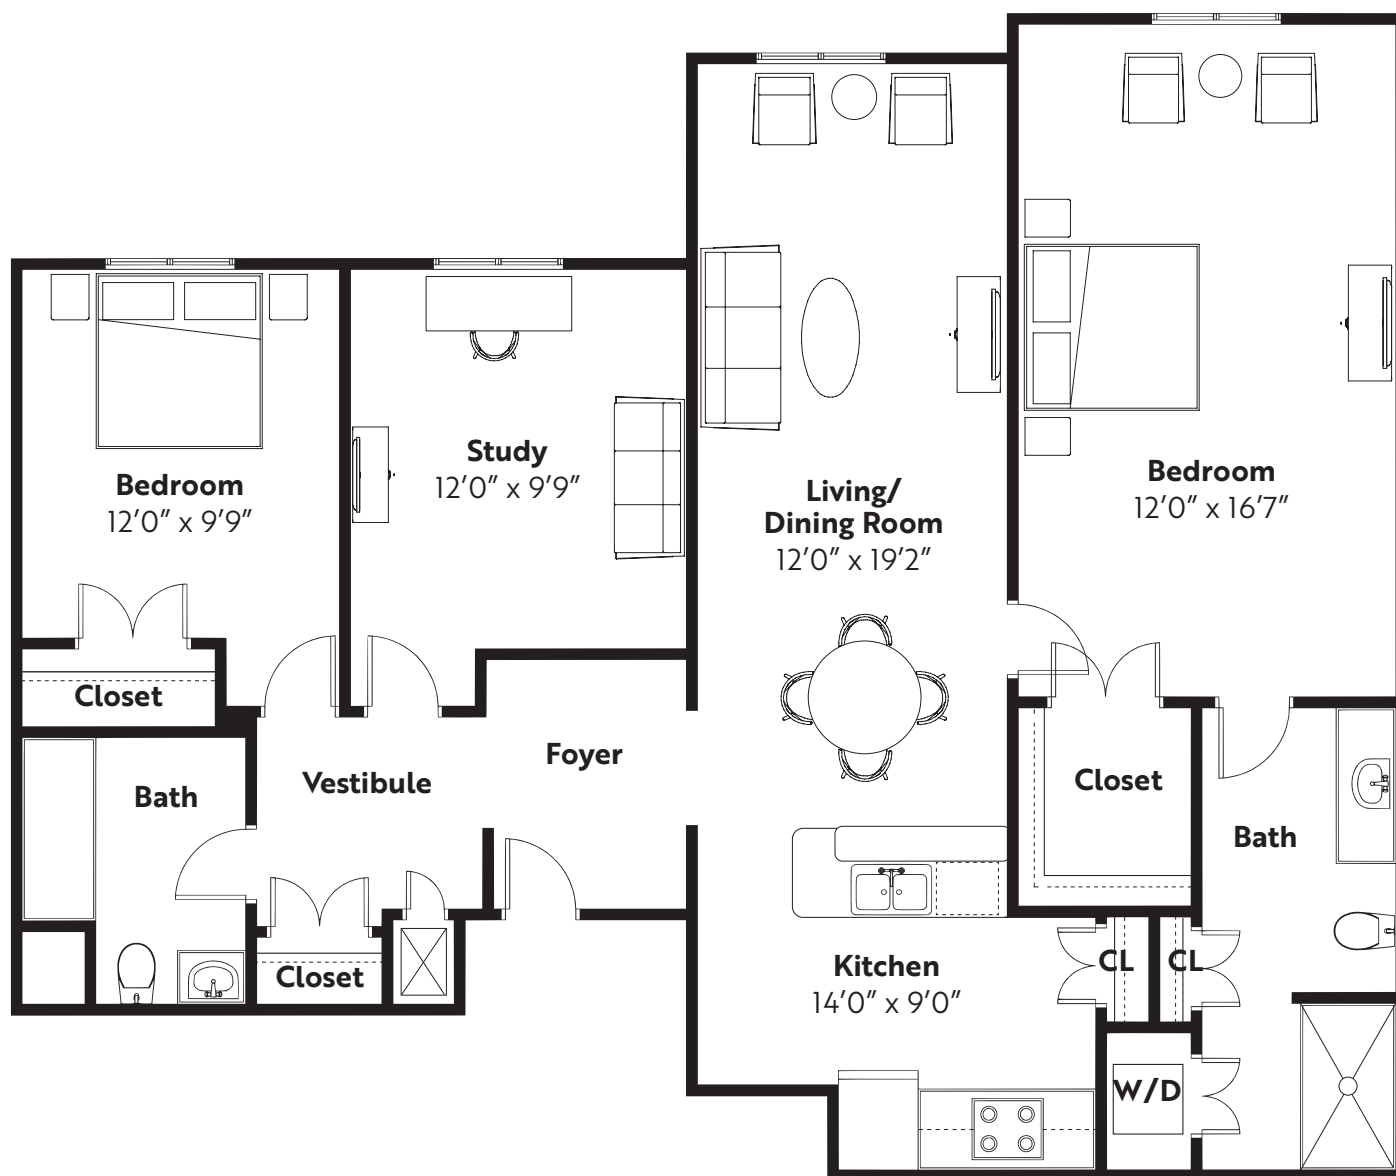 Bedroom
12'0” x 9'9”
Study
12'0” x 9'9”
Living/
Dining Room
12'0” x 19'2”
Bedroom
12'0” x 16'7”
Closet
Bath
Vestibule
Foyer
Closet
Bath
Closet
Kitchen
14'0” x 9'0”
CL
CL
W/D